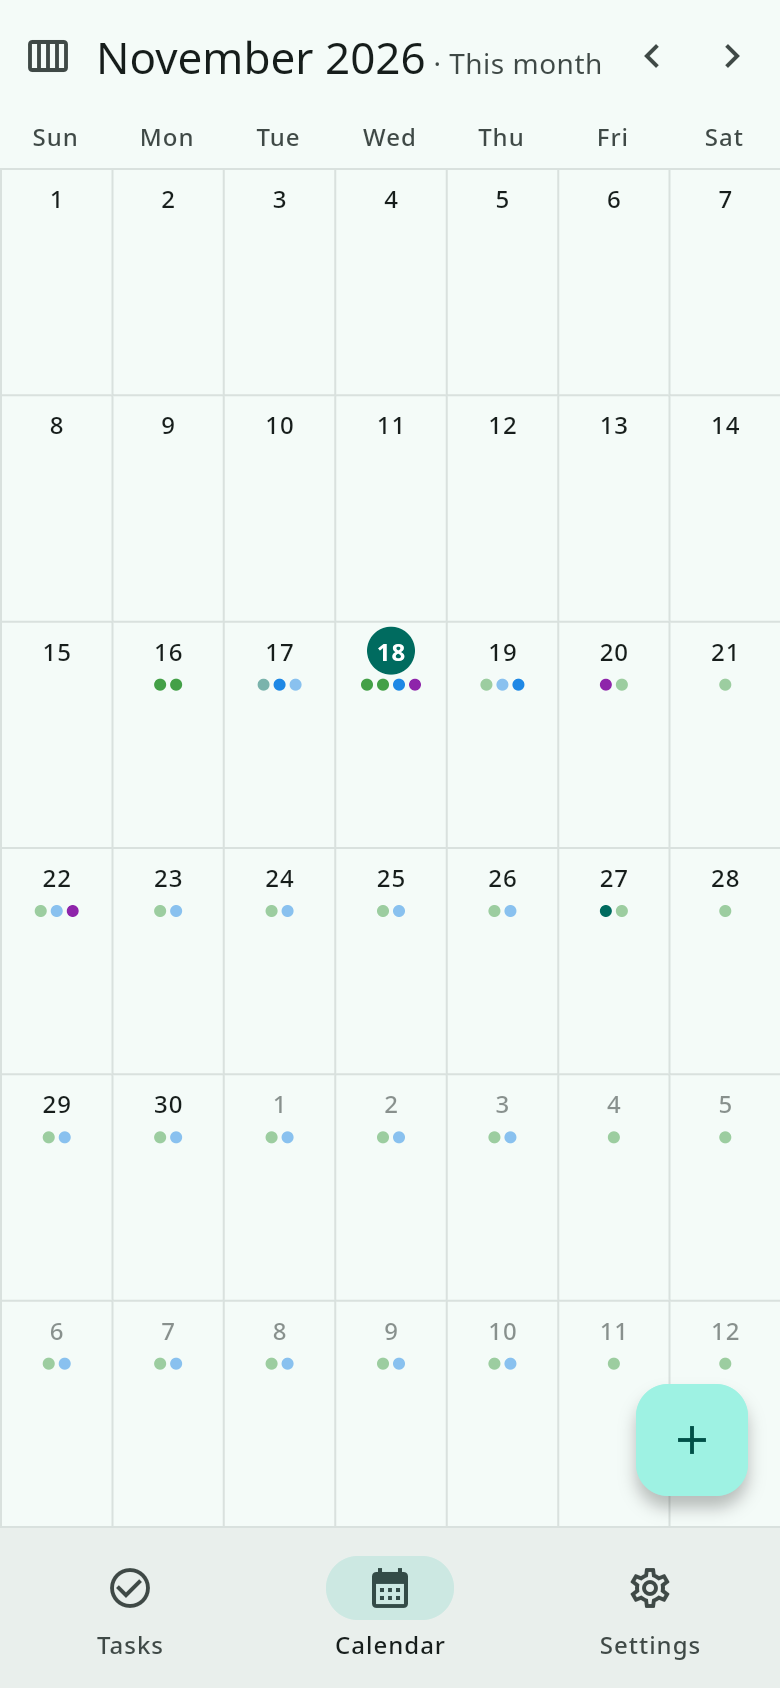 November 2026 · This month
Sun Mon Tue Wed Thu Fri Sat
1 2 3 4 5 6 7
8 9 10 11 12 13 14
15 16 17 18 19 20 21
22 23 24 25 26 27 28
29 30 1 2 3 4 5
6 7 8 9 10 11 12
Tasks Calendar Settings